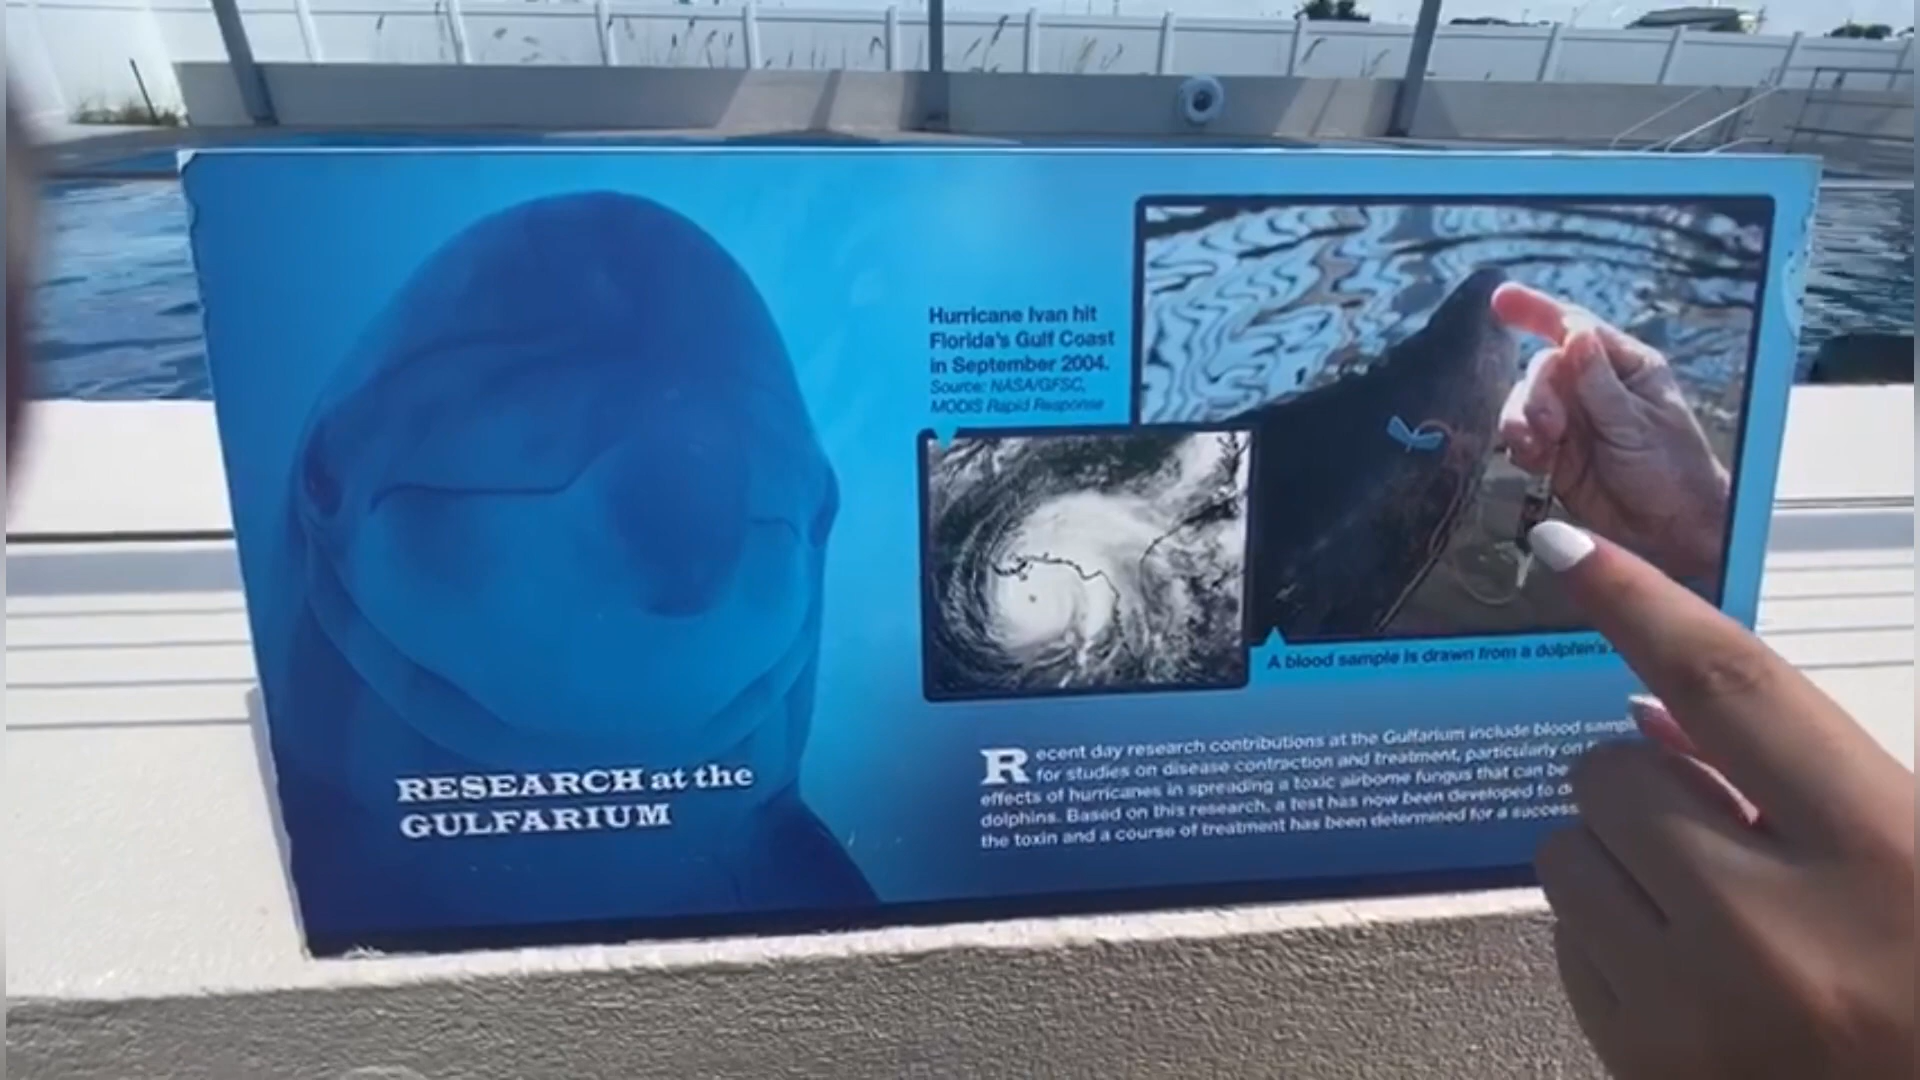 Hurricane Ivan hit
Florida's Gulf Coast
in September 2004.
Source: NASA/GFSC,
MODIS Rapid Response
A blood sample is drawn from a dolphin's
RESEARCH at the
GULFARIUM
Recent day research contributions at the Gulfarium include blood
for studies on disease contraction and treatment, particularly on
effects of hurricanes in spreading a toxic airborne fungus that can be
dolphins. Based on this research, a test has now been developed to
the toxin and a course of treatment has been determined for a